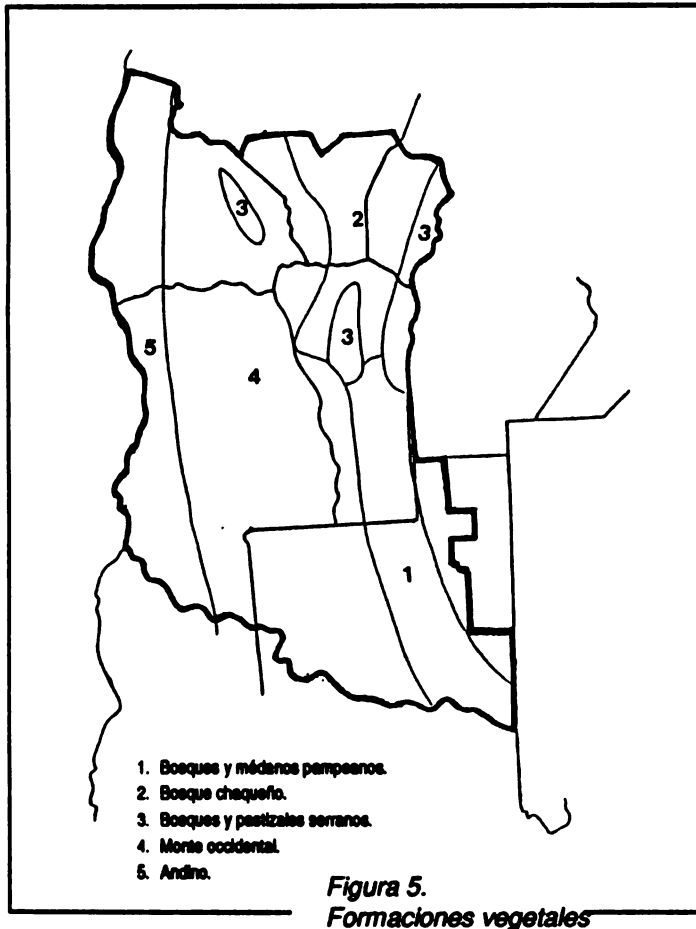 3
2
3
3
5
4
1
1. Bosques y médanos pampeanos.
2. Bosque chaqueño.
3. Bosques y pastizales serranos.
4. Monte occidental.
5. Andino.
Figura 5.
Formaciones vegetales